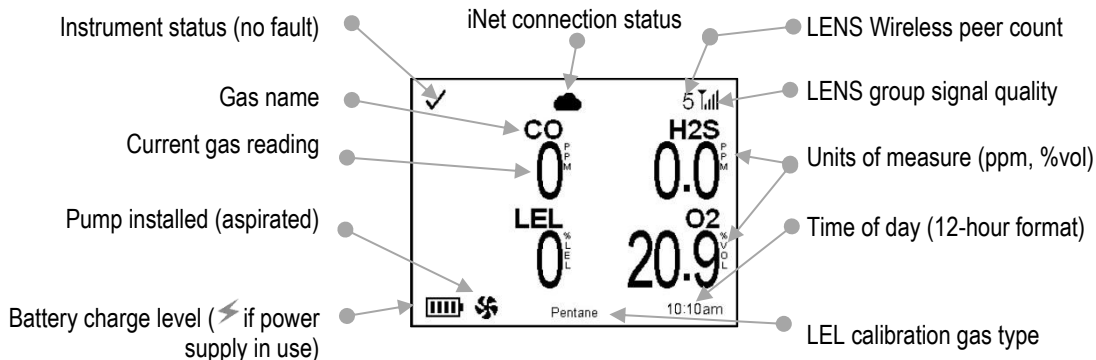 iNet connection status
Instrument status (no fault)
LENS Wireless peer count
Gas name
LENS group signal quality
Current gas reading
Units of measure (ppm, %vol)
Pump installed (aspirated)
Time of day (12-hour format)
Battery charge level ( if power
supply in use)
LEL calibration gas type
5
CO
H2S
0 PPM
0.0 PPM
LEL
O2
0 %LEL
20.9 %VOL
Pentane
10:10am